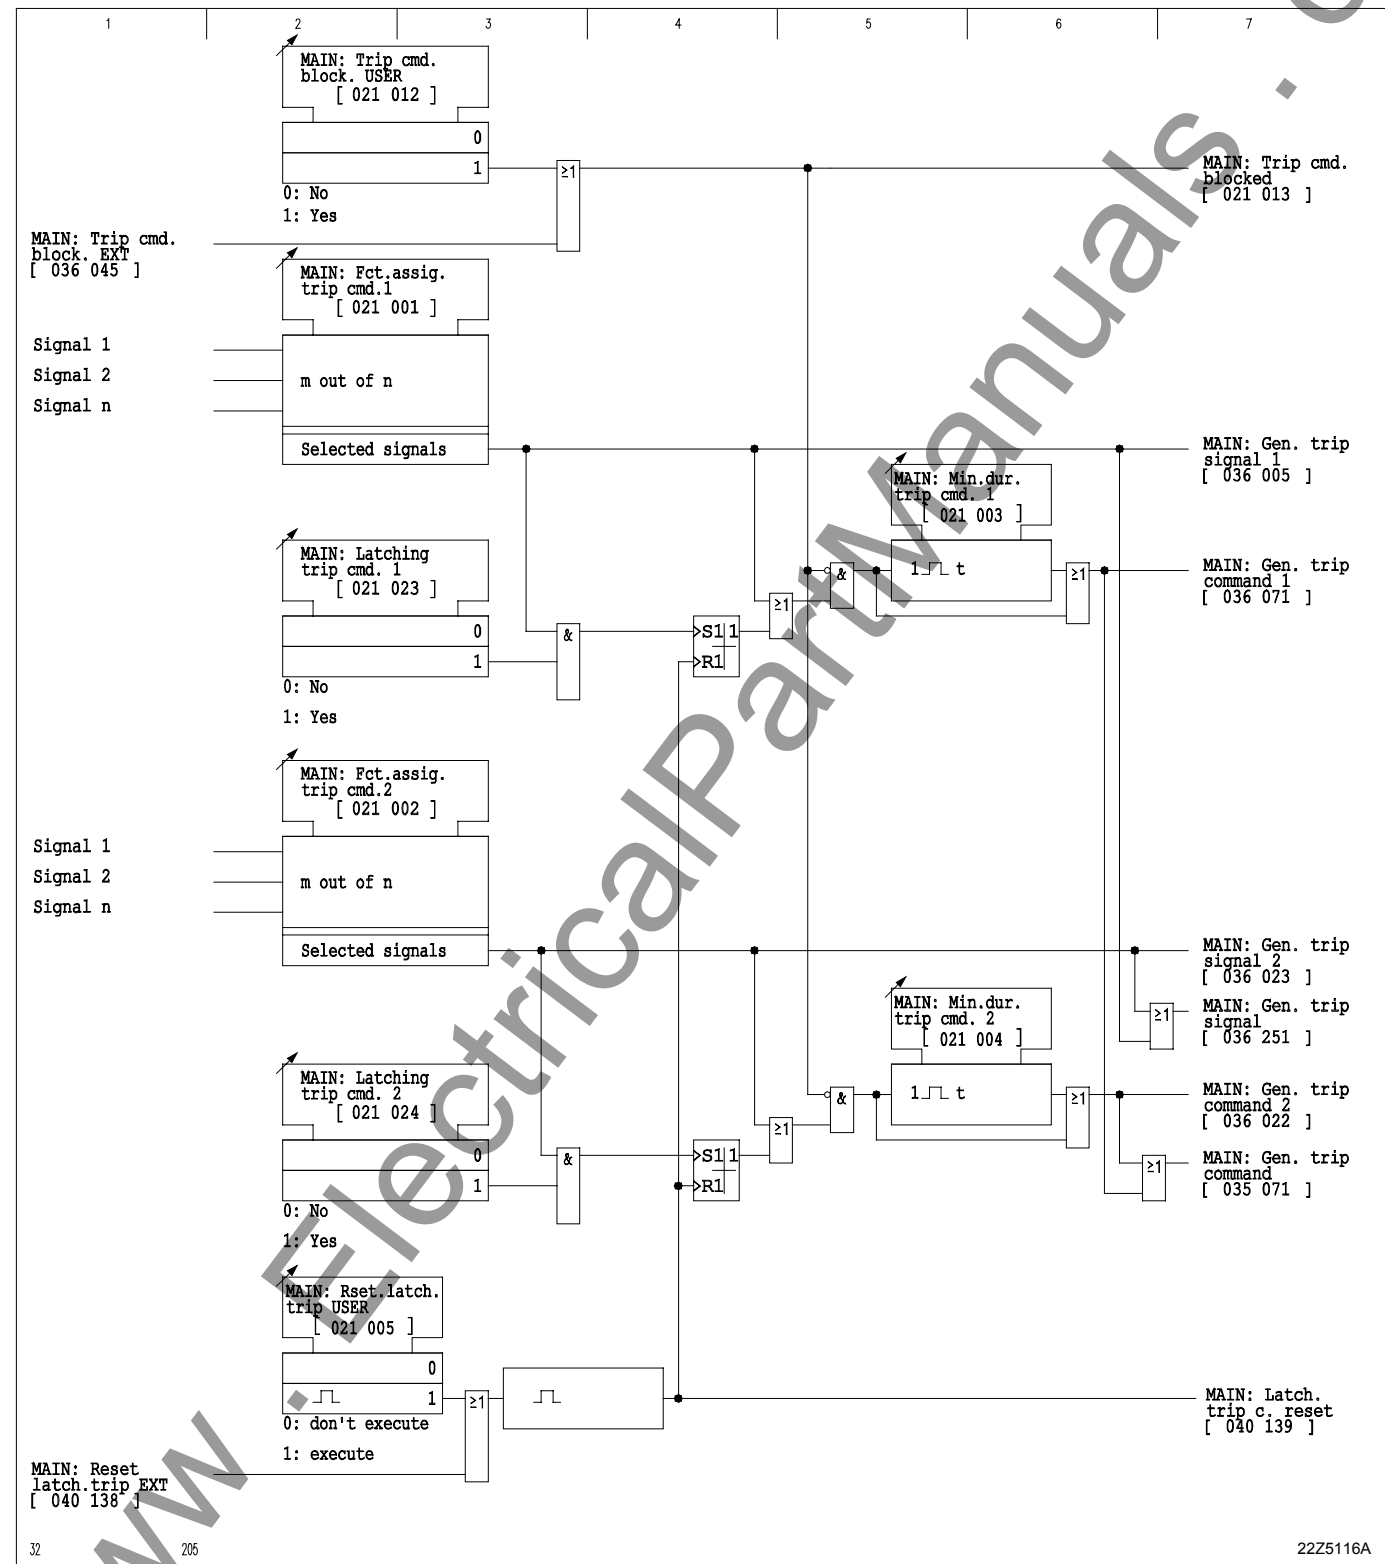 1 2 3 4 5 6 7
MAIN: Trip cmd.
block. USER
[ 021 012 ]
0
1
≥1
0: No
1: Yes
MAIN: Trip cmd.
blocked
[ 021 013 ]
MAIN: Trip cmd.
block. EXT
[ 036 045 ]
MAIN: Fct.assig.
trip cmd.1
[ 021 001 ]
Signal 1
Signal 2
Signal n
m out of n
Selected signals
MAIN: Gen. trip
signal 1
[ 036 005 ]
MAIN: Min.dur.
trip cmd. 1
[ 021 003 ]
MAIN: Latching
trip cmd. 1
[ 021 023 ]
&
1 t
≥1
MAIN: Gen. trip
command 1
[ 036 071 ]
≥1
0
1
&
S1 1
R1
0: No
1: Yes
MAIN: Fct.assig.
trip cmd.2
[ 021 002 ]
Signal 1
Signal 2
Signal n
m out of n
Selected signals
MAIN: Gen. trip
signal 2
[ 036 023 ]
MAIN: Min.dur.
trip cmd. 2
[ 021 004 ]
≥1
MAIN: Gen. trip
signal
[ 036 251 ]
MAIN: Latching
trip cmd. 2
[ 021 024 ]
&
1 t
≥1
MAIN: Gen. trip
command 2
[ 036 022 ]
≥1
0
1
&
S1 1
R1
≥1
MAIN: Gen. trip
command
[ 035 071 ]
0: No
1: Yes
MAIN: Rset.latch.
trip USER
[ 021 005 ]
0
1
≥1
0: don't execute
1: execute
MAIN: Latch.
trip c. reset
[ 040 139 ]
MAIN: Reset
latch.trip EXT
[ 040 138 ]
32 205
22Z5116A
www . ElectricalPartManuals .